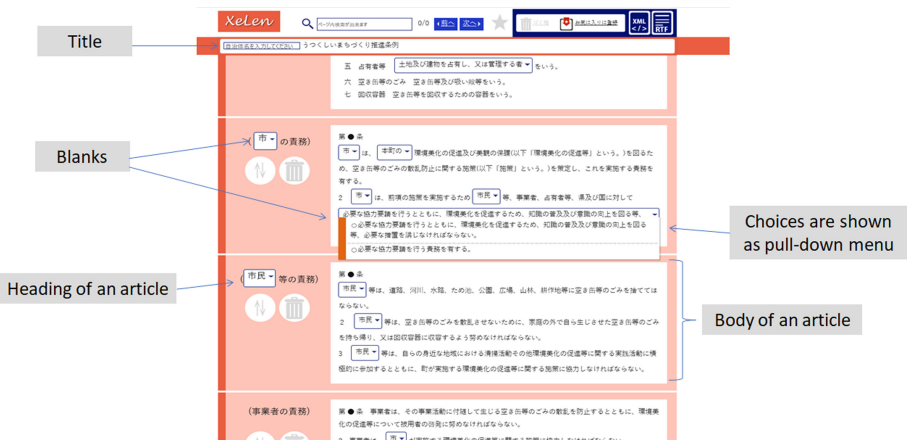 XeLen
ページ内検索が出来ます
0/0
前へ
次へ
お気に入りに登録
XML
</>
RTF
Title
自治体名を入力してください うつくしいまちづくり推進条例
五 占有者等 土地及び建物を占有し、又は管理する者 をいう。
六 空き缶等のごみ 空き缶等及び吸い殻等をいう。
七 回収容器 空き缶等を回収するための容器をいう。
Blanks
(市 の責務)
第●条
市 は、 本町の 環境美化の促進及び美観の保護(以下「環境美化の促進等」という。)を図るた
め、空き缶等のごみの散乱防止に関する施策(以下「施策」という。)を策定し、これを実施する責務を
有する。
2 市 は、前項の施策を実施するため 市民 等、事業者、占有者等、県及び国に対して
必要な協力要請を行うとともに、環境美化を促進するため、知識の普及及び意識の向上を図る等、
○必要な協力要請を行うとともに、環境美化を促進するため、知識の普及及び意識の向上を図る
等、必要な措置を講じなければならない。
○必要な協力要請を行う責務を有する。
Choices are shown
as pull-down menu
Heading of an article
(市民 等の責務)
第●条
市民 等は、道路、河川、水路、ため池、公園、広場、山林、耕作地等に空き缶等のごみを捨てては
ならない。
2 市民 等は、空き缶等のごみを散乱させないために、家庭の外で自ら生じさせた空き缶等のごみ
を持ち帰り、又は回収容器に収容するよう努めなければならない。
3 市民 等は、自らの身近な地域における清掃活動その他環境美化の促進等に関する実践活動に積
極的に参加するとともに、町が実施する環境美化の促進等に関する施策に協力しなければならない。
Body of an article
(事業者の責務)
第●条 事業者は、その事業活動に付随して生じる空き缶等のごみの散乱を防止するとともに、環境美
化の促進等について被用者の啓発に努めなければならない。